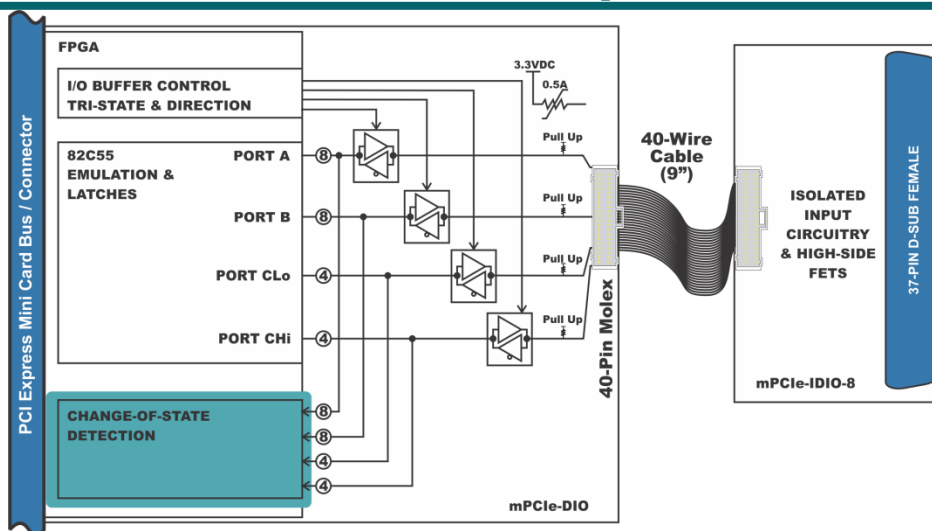 PCI Express Mini Card Bus / Connector
FPGA
I/O BUFFER CONTROL
TRI-STATE & DIRECTION
82C55
EMULATION &
LATCHES
PORT A
8
PORT B
8
PORT CLo
4
PORT CHi
4
CHANGE-OF-STATE
DETECTION
8
8
4
4
3.3VDC
0.5A
Pull Up
Pull Up
Pull Up
Pull Up
40-Pin Molex
mPCIe-DIO
40-Wire
Cable
(9”)
ISOLATED
INPUT
CIRCUITRY
& HIGH-SIDE
FETS
mPCIe-IDIO-8
37-PIN D-SUB FEMALE